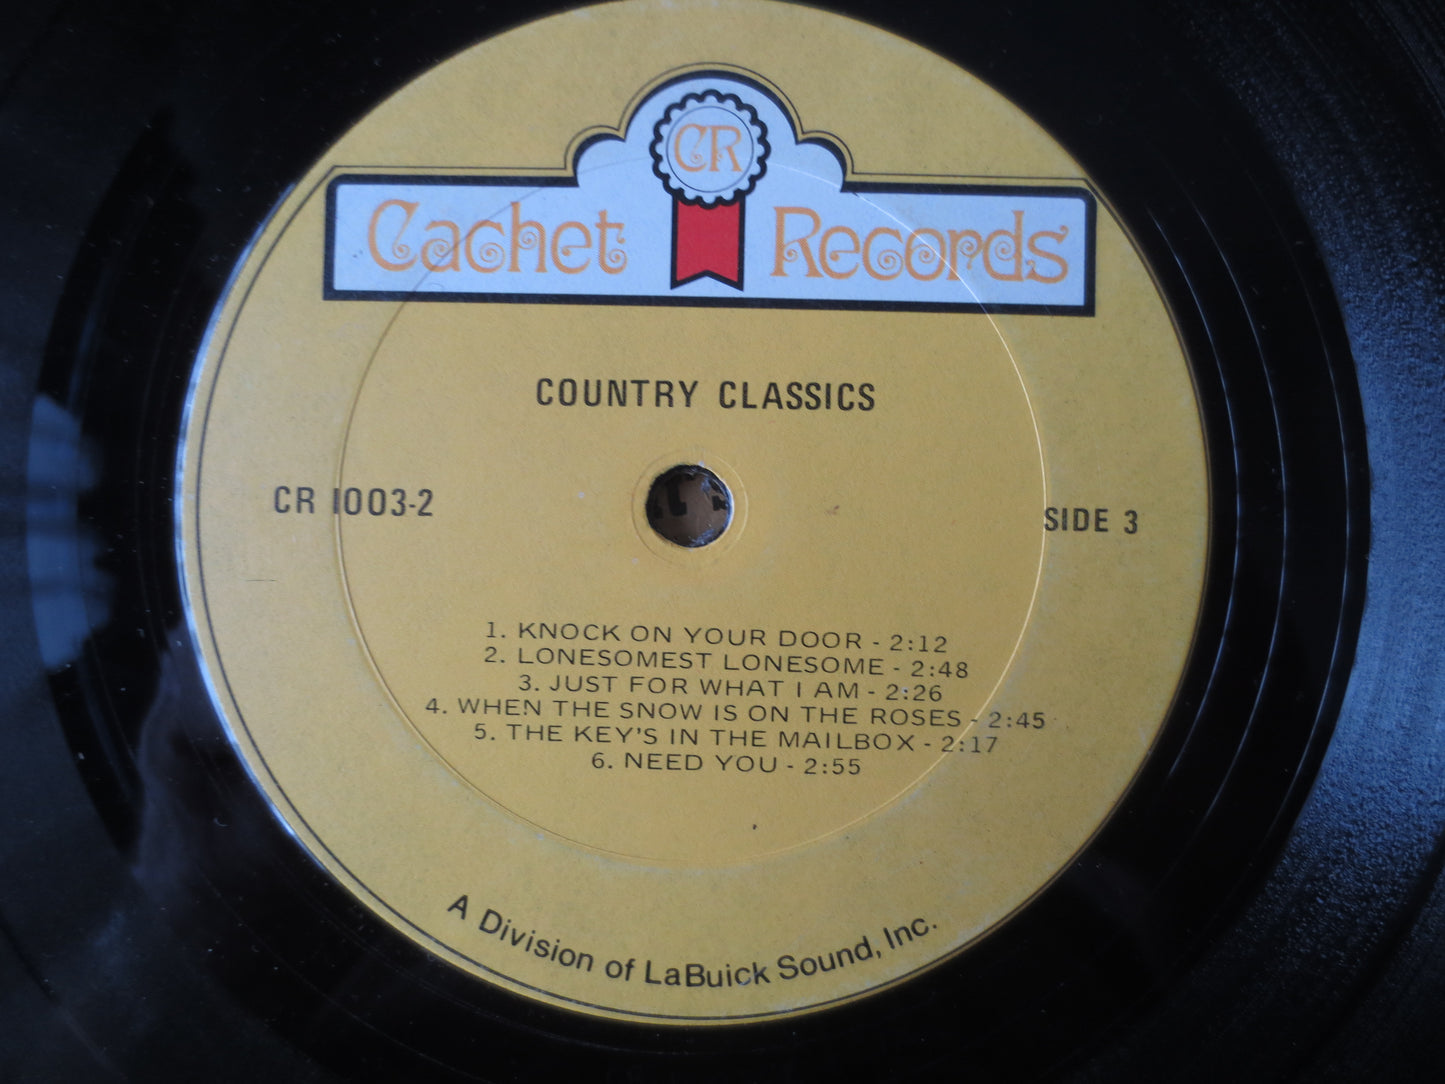 CR
Cachet Records
COUNTRY CLASSICS
CR 1003-2
SIDE 3
1. KNOCK ON YOUR DOOR - 2:12
2. LONESOMEST LONESOME - 2:48
3. JUST FOR WHAT I AM - 2:26
4. WHEN THE SNOW IS ON THE ROSES - 2:45
5. THE KEY'S IN THE MAILBOX - 2:17
6. NEED YOU - 2:55
A Division of LaBuick Sound, Inc.